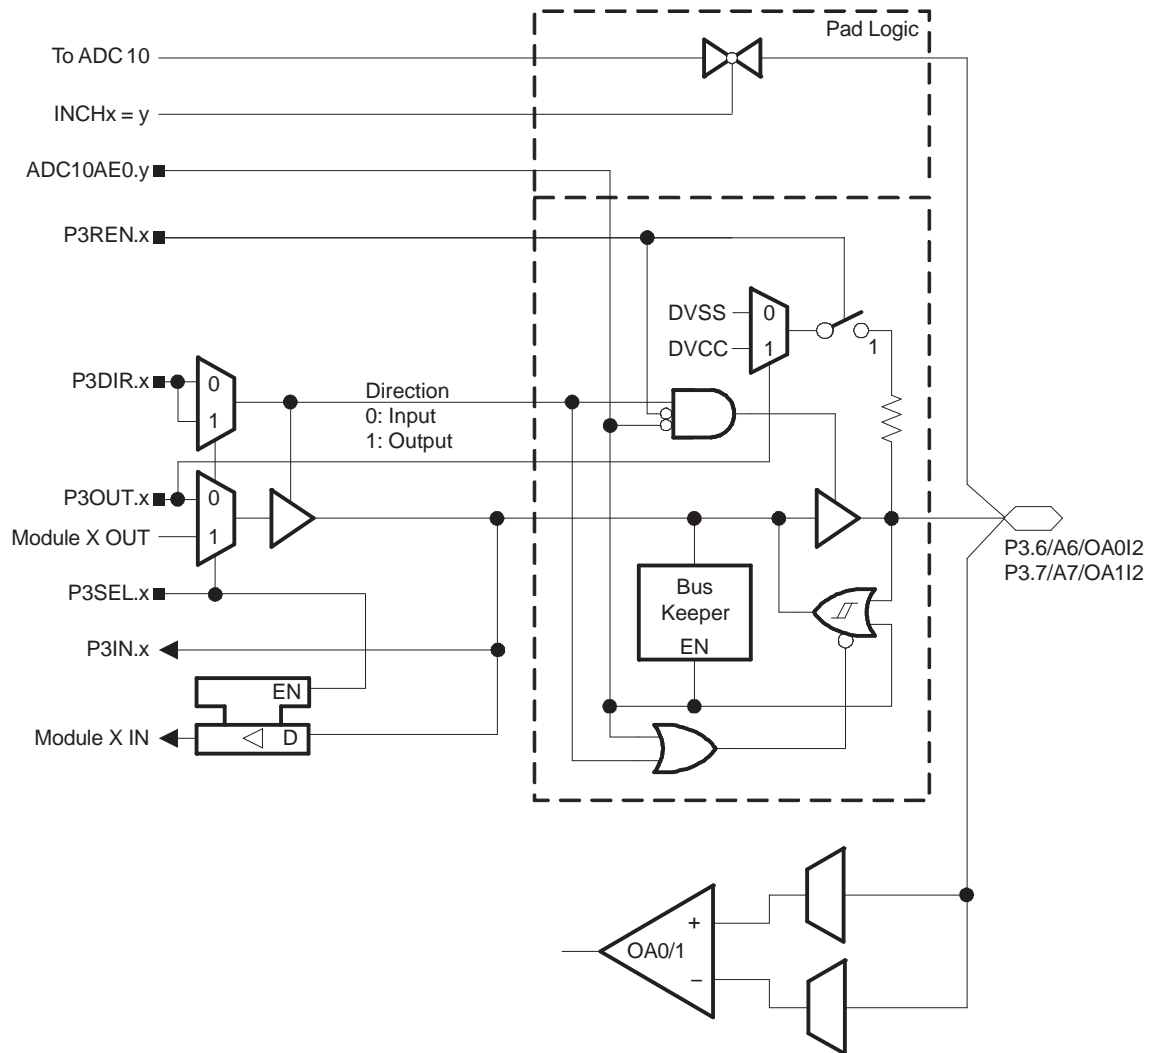 Pad Logic
To ADC 10
INCHx = y
ADC10AE0.y
P3REN.x
DVSS
0
DVCC
1
1
P3DIR.x
0
1
Direction
0: Input
1: Output
P3OUT.x
0
Module X OUT
1
P3SEL.x
P3.6/A6/OA0I2
P3.7/A7/OA1I2
Bus
Keeper
EN
P3IN.x
EN
Module X IN
D
+
OA0/1
−